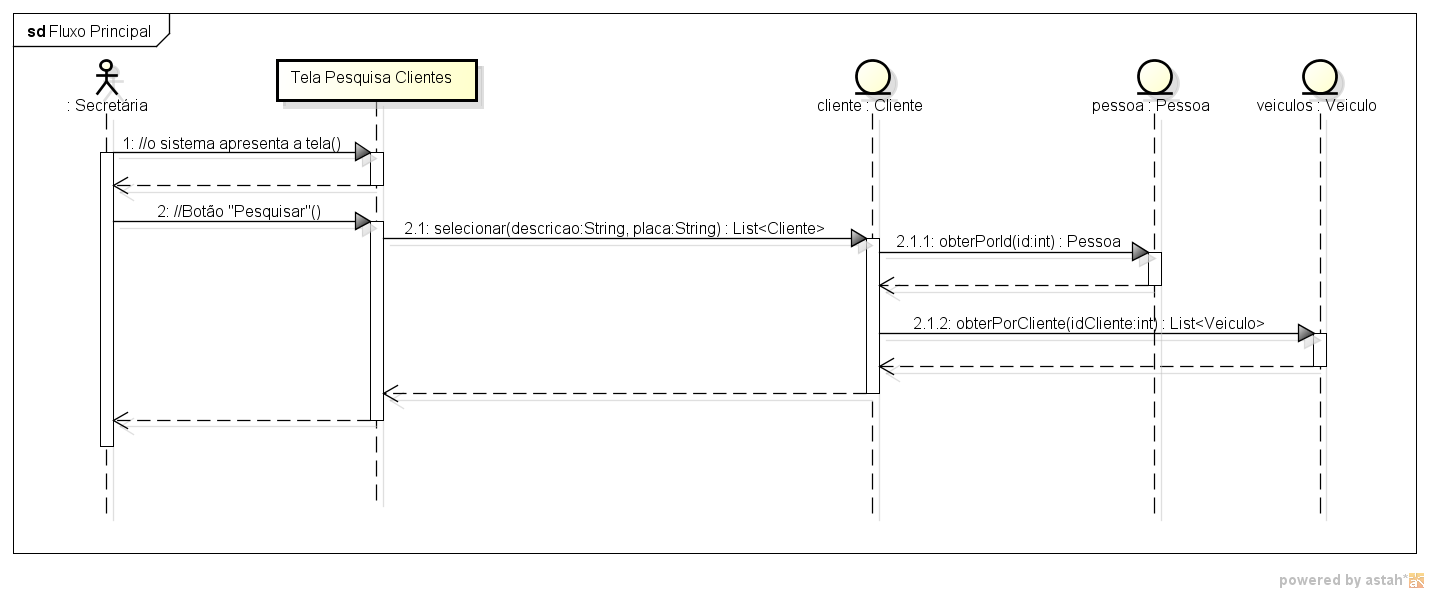 sd Fluxo Principal
Tela Pesquisa Clientes
: Secretária
cliente : Cliente
pessoa : Pessoa
veiculos : Veiculo
1: //o sistema apresenta a tela()
2: //Botão "Pesquisar"()
2.1: selecionar(descricao:String, placa:String) : List<Cliente>
2.1.1: obterPorId(id:int) : Pessoa
2.1.2: obterPorCliente(idCliente:int) : List<Veiculo>
powered by astah*